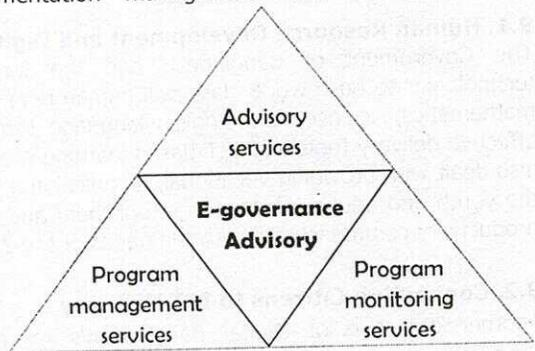 Advisory
services
E-governance
Advisory
Program
management
services
Program
monitoring
services